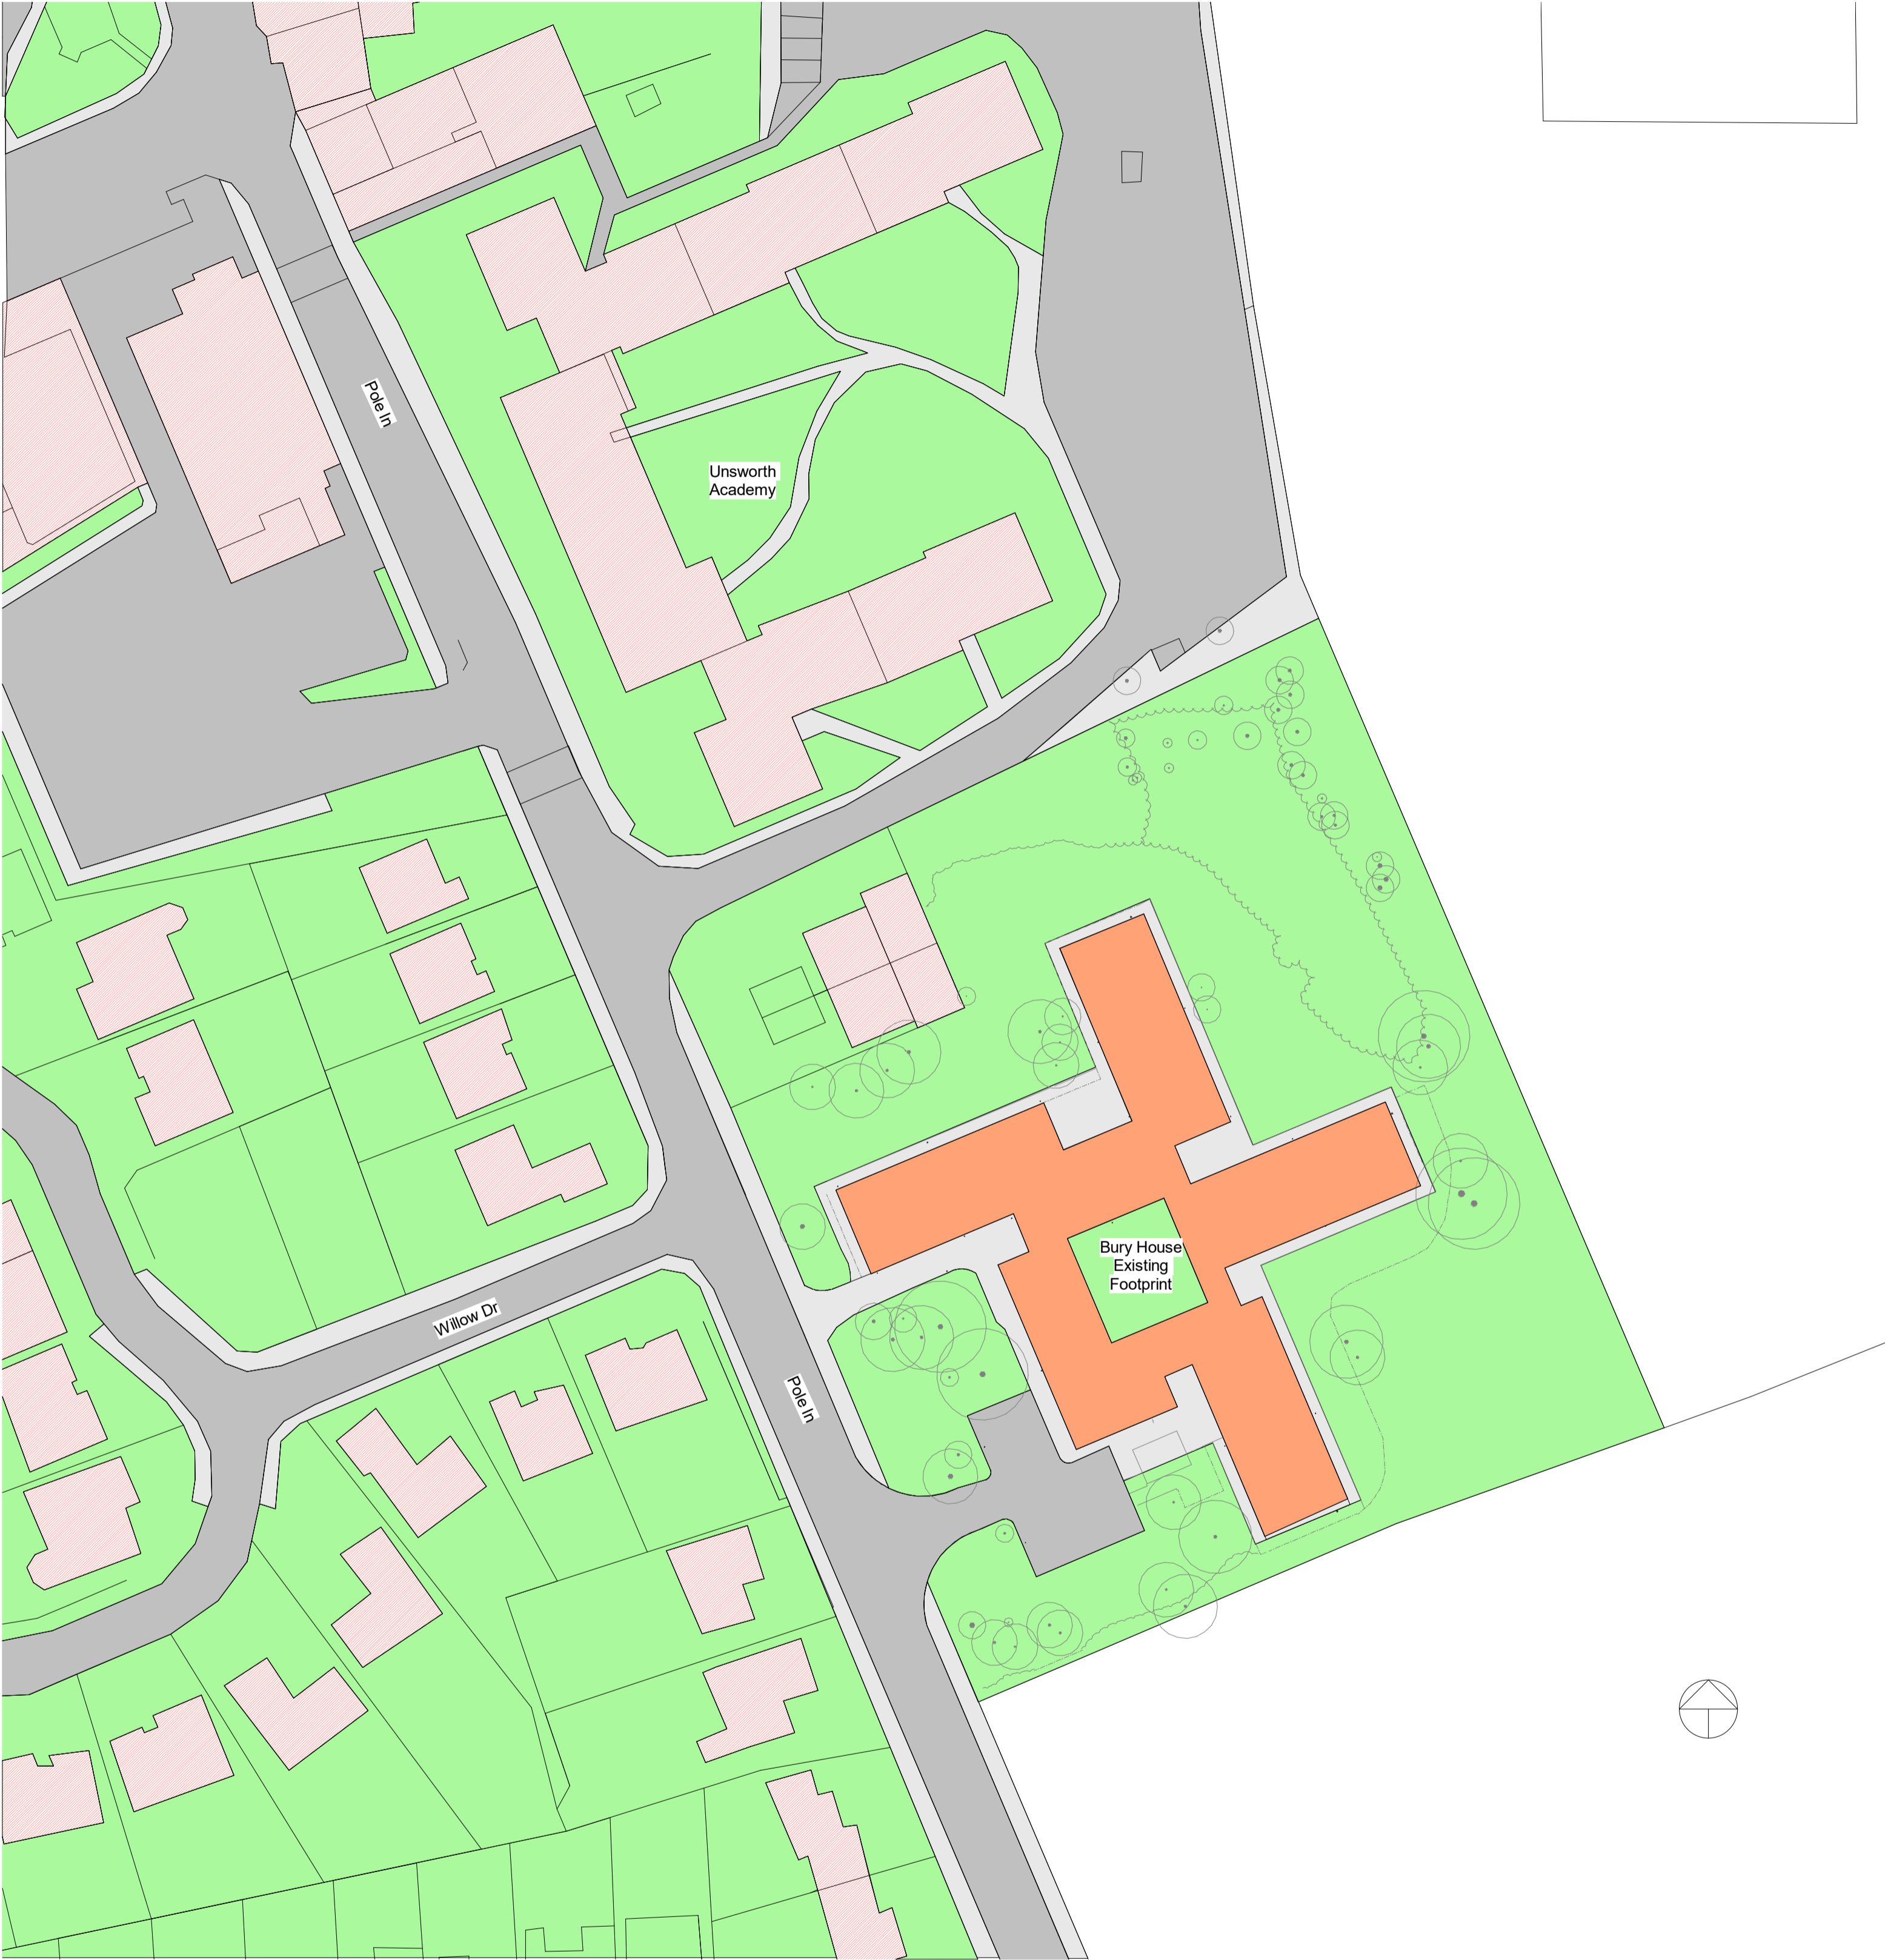 Pole ln
Unsworth
Academy
Bury House
Existing
Footprint
Willow Dr
Pole ln